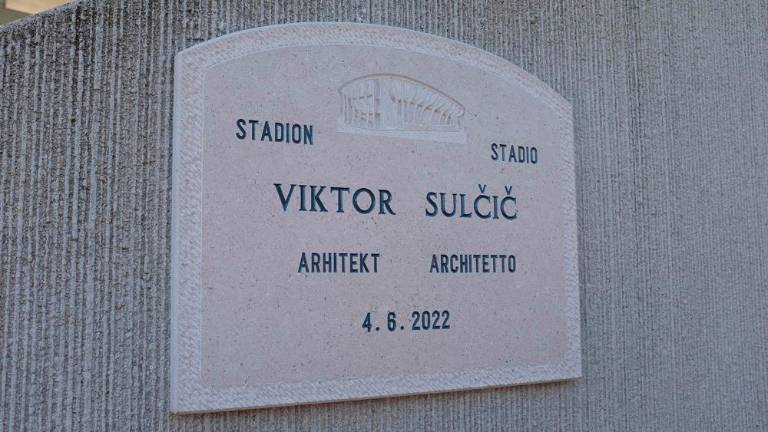 STADION STADIO
VIKTOR SULČIČ
ARHITEKT ARCHITETTO
4. 6. 2022